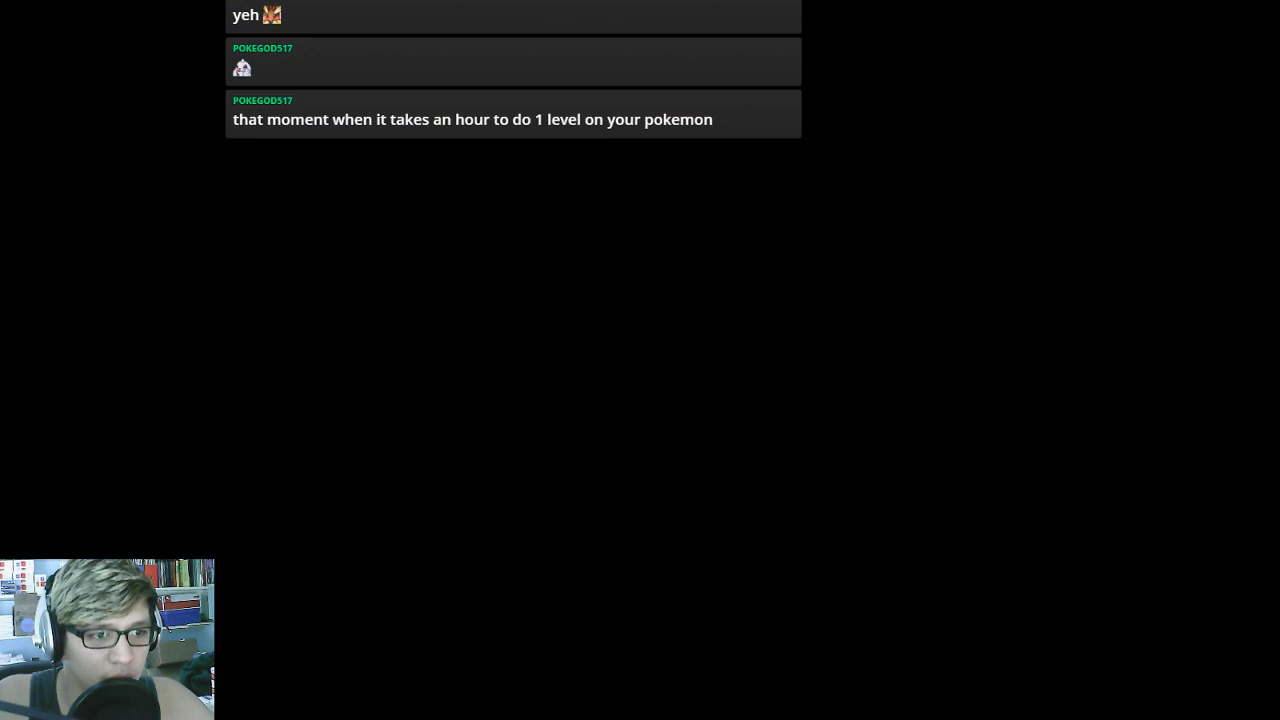 yeh
POKEGOD517
POKEGOD517
that moment when it takes an hour to do 1 level on your pokemon